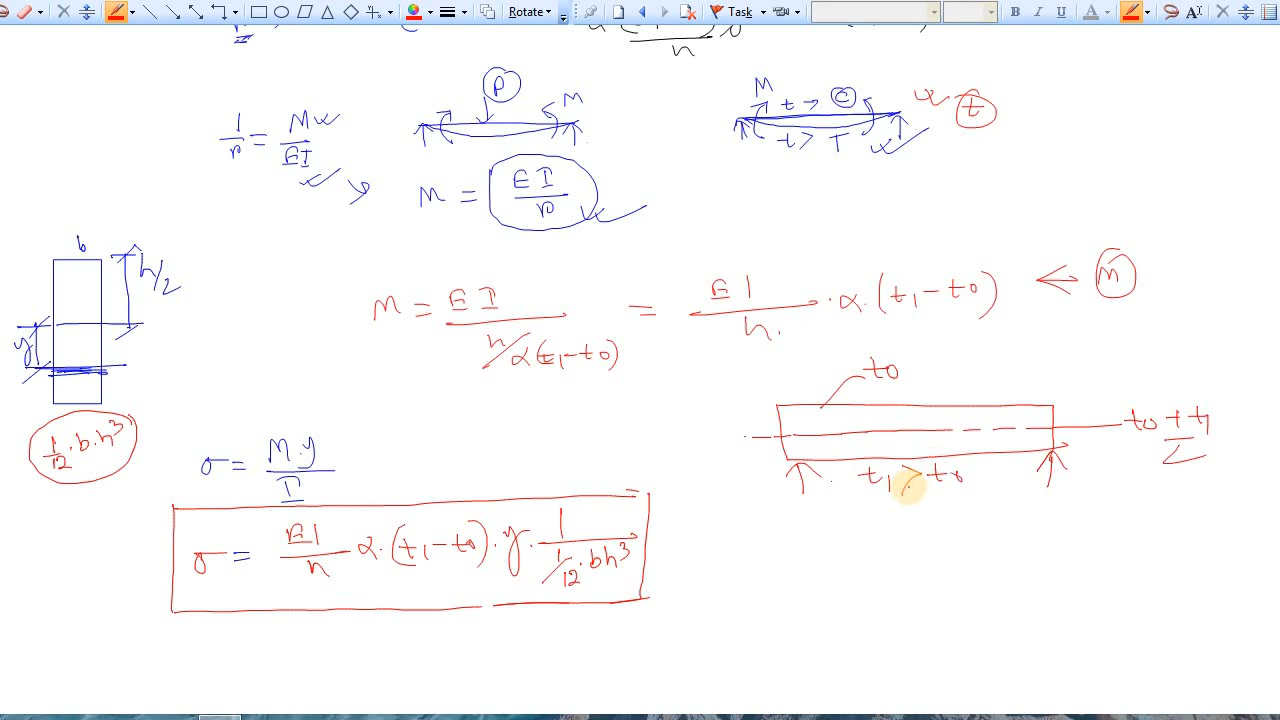 Rotate
Task
B I U A
h
P
M
M
t → C
t > T
t
1/r = M/EI
M = EI/r
b
h/2
y
M = EI / (h/α(t1-t0)) = EI/h · α·(t1-t0) ← M
1/12 · b·h³
t0
t0 + t1 / 2
t1 > t0
σ = M·y / I
σ = EI/h α·(t1-t0)·y· 1 / (1/12 · bh³)